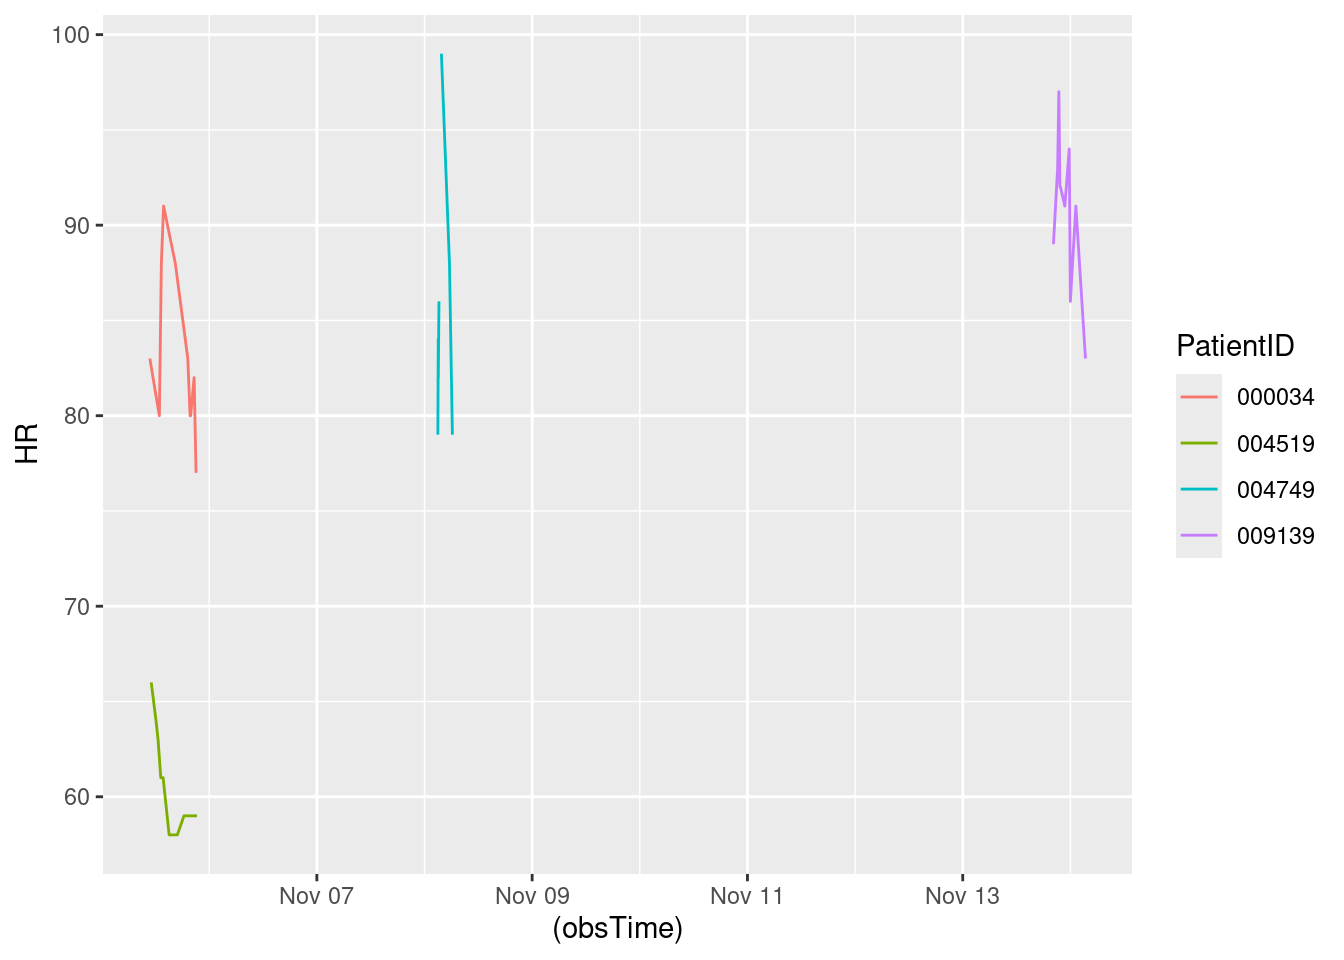 100
90
80
70
60
HR
Nov 07
Nov 09
Nov 11
Nov 13
(obsTime)
PatientID
000034
004519
004749
009139